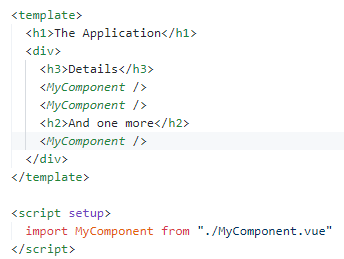 <template>
  <h1>The Application</h1>
  <div>
    <h3>Details</h3>
    <MyComponent />
    <MyComponent />
    <h2>And one more</h2>
    <MyComponent />
  </div>
</template>

<script setup>
  import MyComponent from "./MyComponent.vue"
</script>